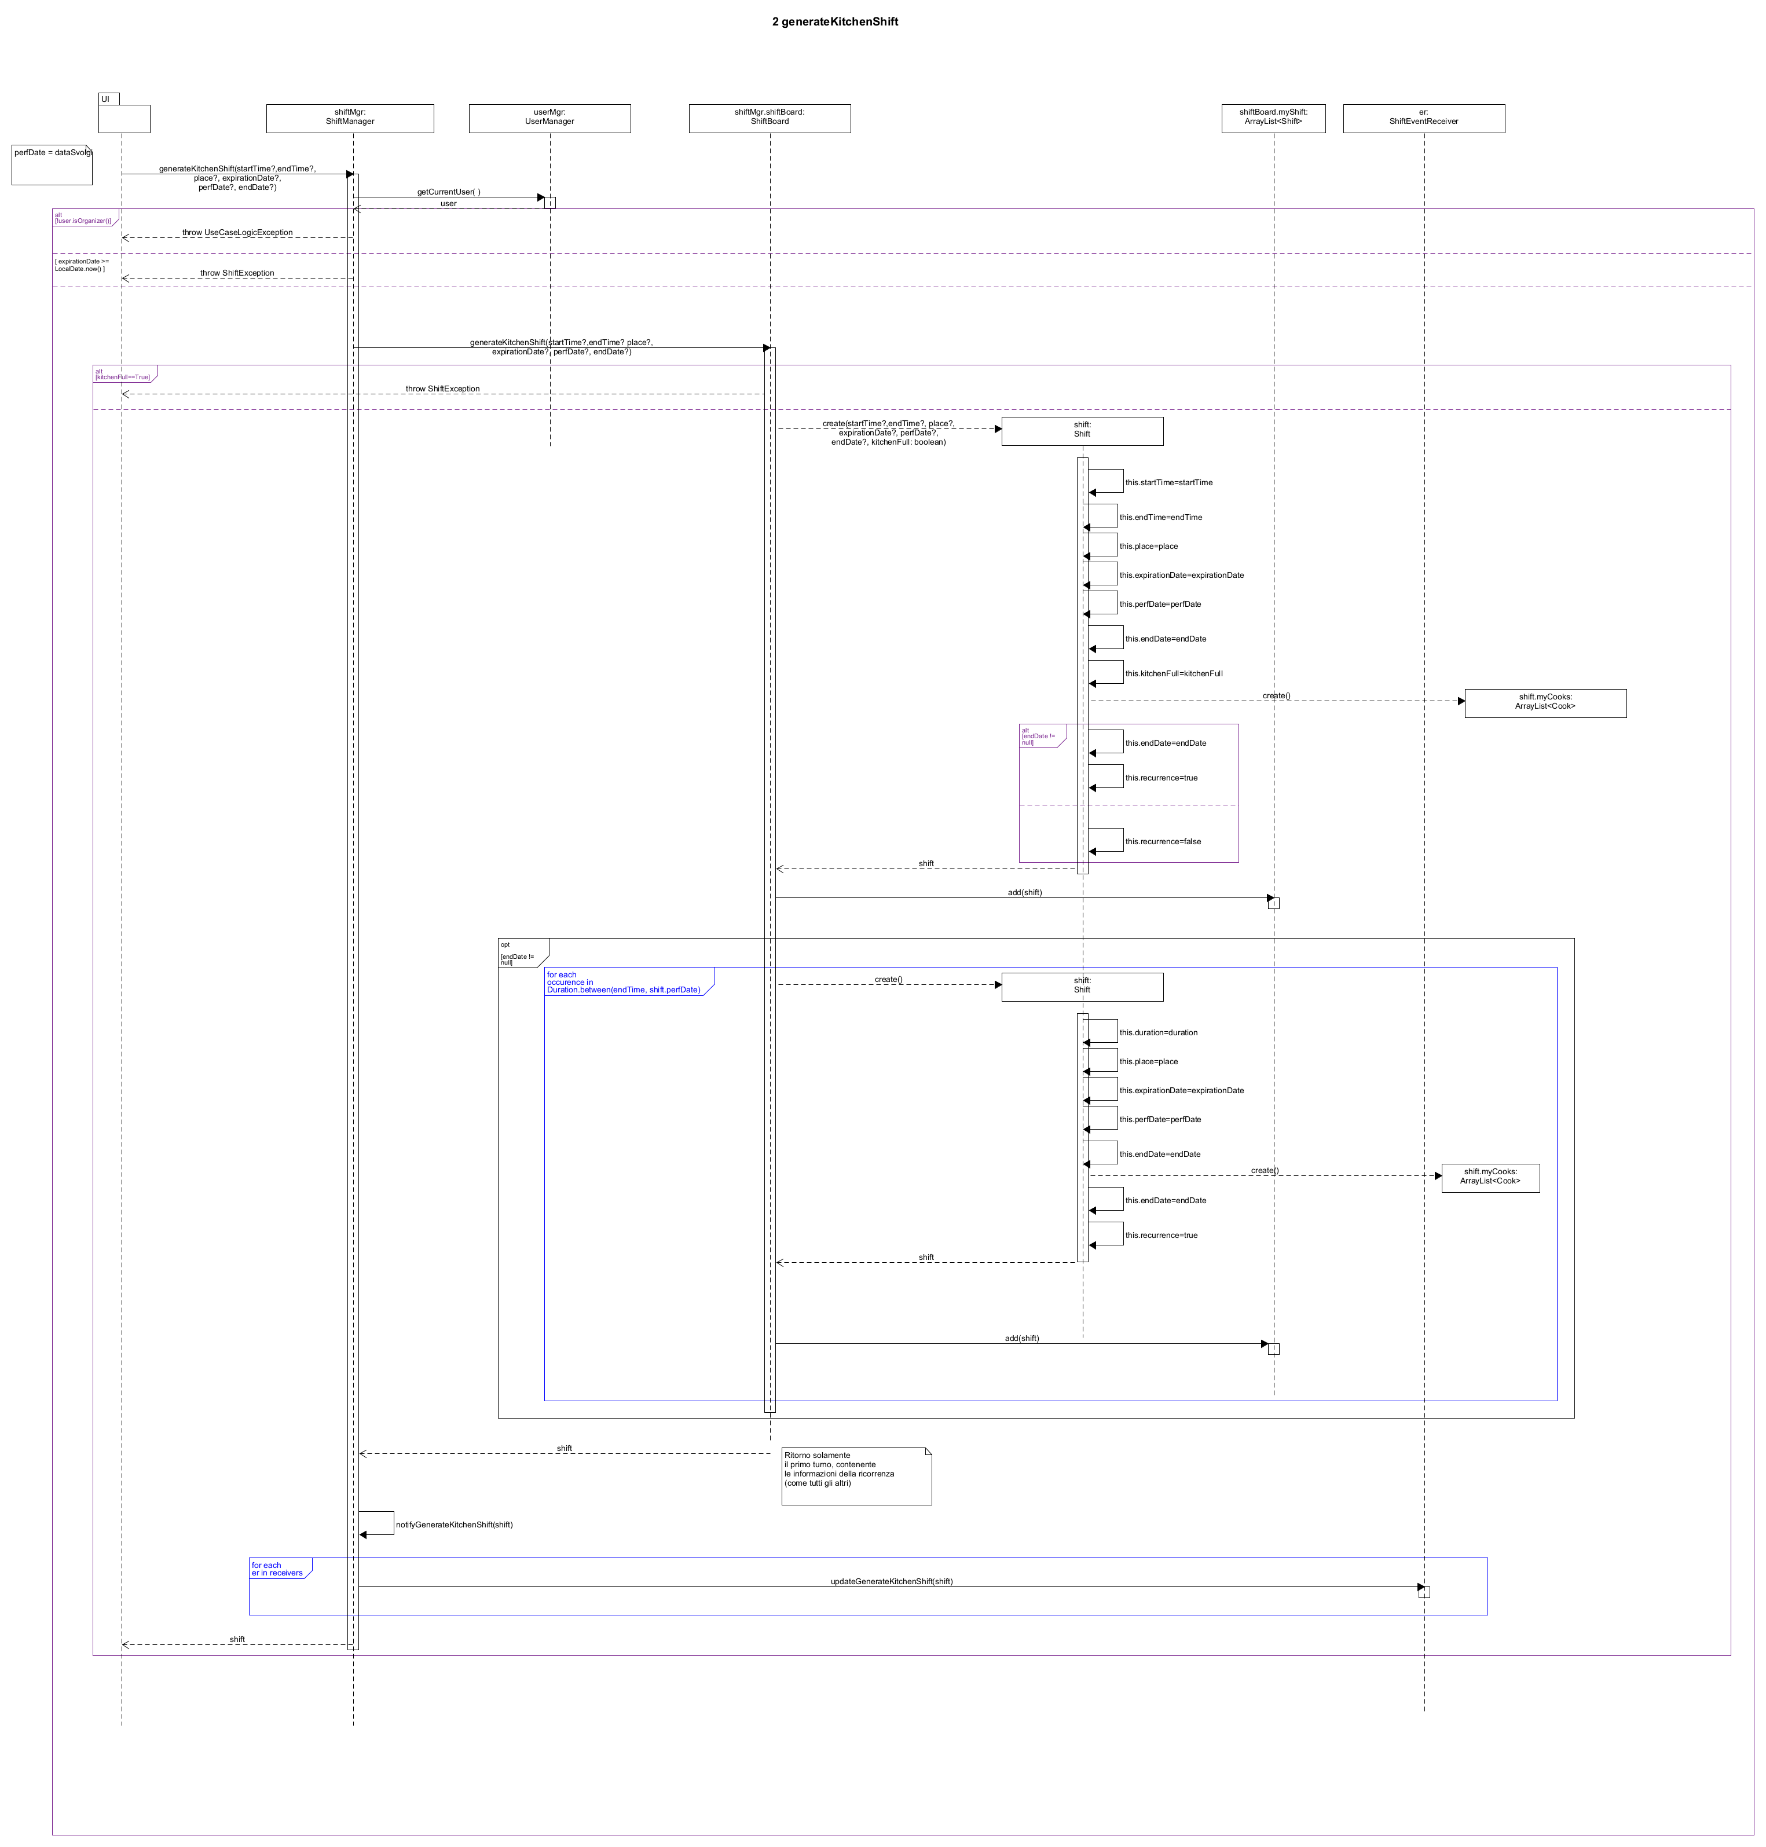 2 generateKitchenShift
UI
shiftMgr:
ShiftManager
userMgr:
UserManager
shiftMgr.shiftBoard:
ShiftBoard
shiftBoard.myShift:
ArrayList<Shift>
er:
ShiftEventReceiver
perfDate = dataSvolgi
generateKitchenShift(startTime?,endTime?,
place?, expirationDate?,
perfDate?, endDate?)
getCurrentUser( )
user
alt
[!user.isOrganizer()]
throw UseCaseLogicException
[ expirationDate >=
LocalDate.now() ]
throw ShiftException
generateKitchenShift(startTime?,endTime? place?,
expirationDate?, perfDate?, endDate?)
alt
[kitchenFull==True]
throw ShiftException
create(startTime?,endTime?, place?,
expirationDate?, perfDate?,
endDate?, kitchenFull: boolean)
shift:
Shift
this.startTime=startTime
this.endTime=endTime
this.place=place
this.expirationDate=expirationDate
this.perfDate=perfDate
this.endDate=endDate
this.kitchenFull=kitchenFull
create()
shift.myCooks:
ArrayList<Cook>
alt
[endDate !=
null]
this.endDate=endDate
this.recurrence=true
this.recurrence=false
shift
add(shift)
opt
[endDate !=
null]
for each
occurence in
Duration.between(endTime, shift.perfDate)
create()
shift:
Shift
this.duration=duration
this.place=place
this.expirationDate=expirationDate
this.perfDate=perfDate
this.endDate=endDate
create()
shift.myCooks:
ArrayList<Cook>
this.endDate=endDate
this.recurrence=true
shift
add(shift)
shift
Ritorno solamente
il primo turno, contenente
le informazioni della ricorrenza
(come tutti gli altri)
notifyGenerateKitchenShift(shift)
for each
er in receivers
updateGenerateKitchenShift(shift)
shift